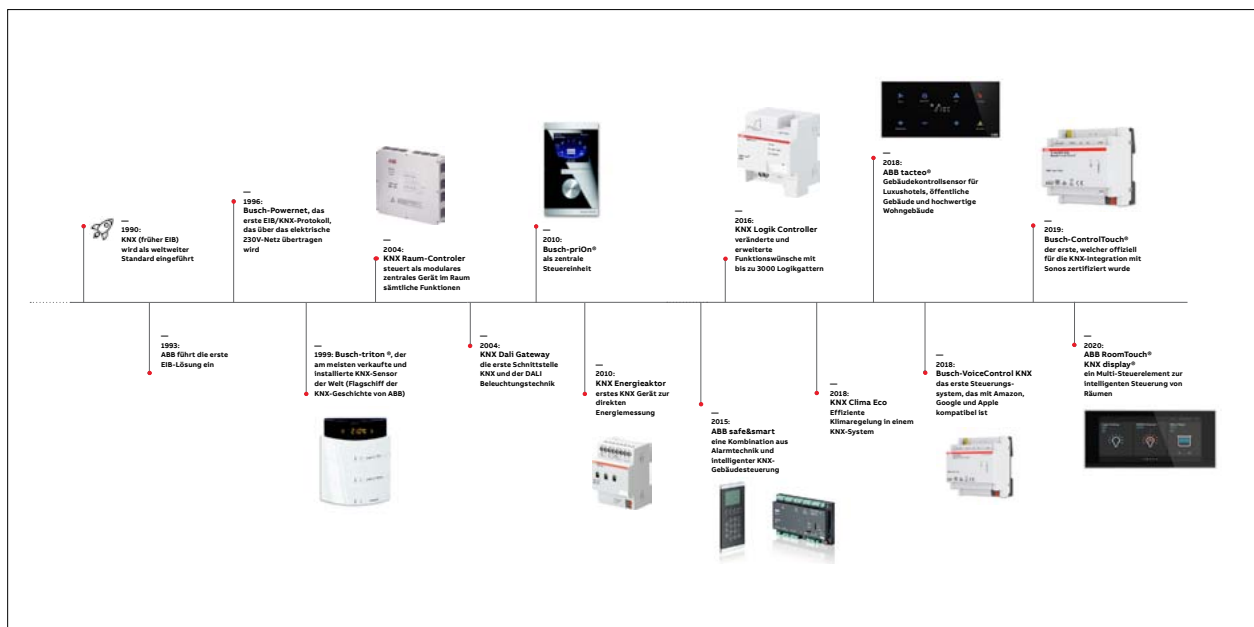 —
1990:
KNX (früher EIB)
wird als weltweiter
Standard eingeführt
—
1993:
ABB führt die erste
EIB-Lösung ein
—
1996:
Busch-Powernet, das
erste EIB/KNX-Protokoll,
das über das elektrische
230V-Netz übertragen
wird
—
1999: Busch-triton ®, der
am meisten verkaufte und
installierte KNX-Sensor
der Welt (Flagschiff der
KNX-Geschichte von ABB)
—
2004:
KNX Raum-Controler
steuert als modulares
zentrales Gerät im Raum
sämtliche Funktionen
—
2004:
KNX Dali Gateway
die erste Schnittstelle
KNX und der DALI
Beleuchtungstechnik
—
2010:
Busch-priOn®
als zentrale
Steuereinheit
—
2010:
KNX Energieaktor
erstes KNX Gerät zur
direkten
Energiemessung
—
2015:
ABB safe&smart
eine Kombination aus
Alarmtechnik und
intelligenter KNX-
Gebäudesteuerung
—
2016:
KNX Logik Controller
veränderte und
erweiterte
Funktionswünsche mit
bis zu 3000 Logikgattern
—
2018:
KNX Clima Eco
Effiziente
Klimaregelung in einem
KNX-System
—
2018:
ABB tacteo®
Gebäudekontrollsensor für
Luxushotels, öffentliche
Gebäude und hochwertige
Wohngebäude
—
2018:
Busch-VoiceControl KNX
das erste Steuerungs-
system, das mit Amazon,
Google und Apple
kompatibel ist
—
2019:
Busch-ControlTouch®
der erste, welcher offiziell
für die KNX-Integration mit
Sonos zertifiziert wurde
—
2020:
ABB RoomTouch®
KNX display®
ein Multi-Steuerelement zur
intelligenten Steuerung von
Räumen